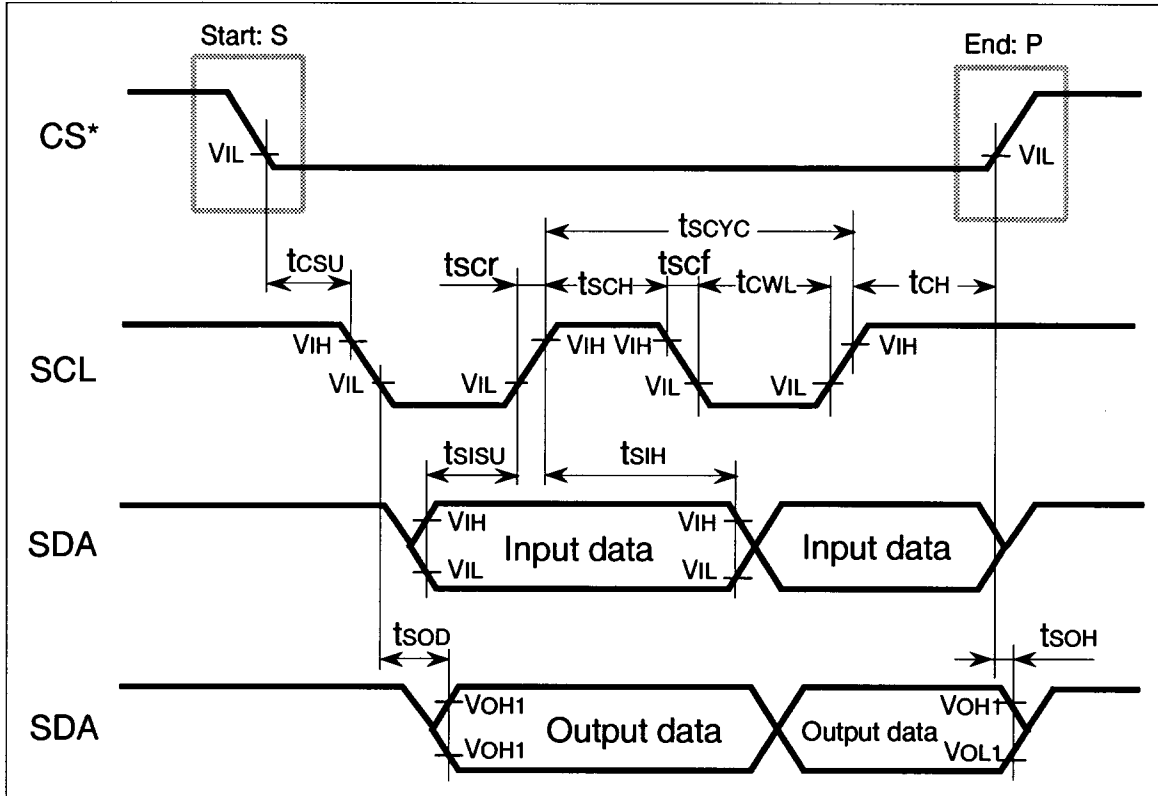 Start: S
End: P
CS*
VIL
VIL
tSCYC
tCSU
tSCr
tSCH
tSCf
tCWL
tCH
SCL
VIH
VIL
VIL
VIH
VIH
VIL
VIL
VIH
tSISU
tSIH
SDA
VIH
VIL
Input data
VIH
VIL
Input data
tSOD
tSOH
SDA
VOH1
VOH1
Output data
Output data
VOH1
VOL1